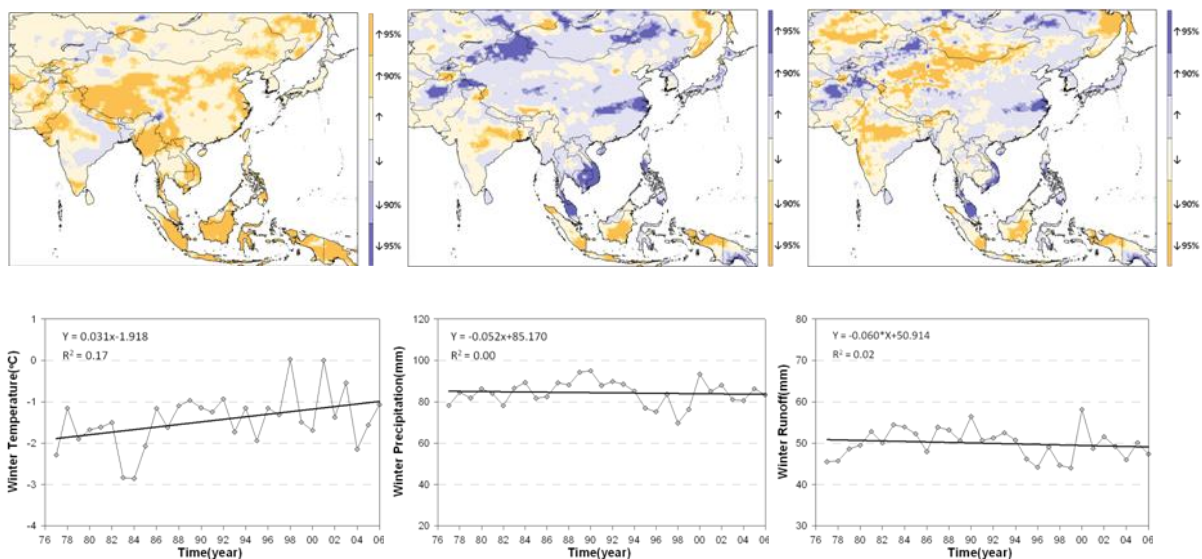 ↑95%
↑90%
↑
↓
↓90%
↓95%
↑95%
↑90%
↑
↓
↓90%
↓95%
↑95%
↑90%
↑
↓
↓90%
↓95%
Y = 0.031x-1.918
R² = 0.17
Winter Temperature(°C)
1
0
-1
-2
-3
-4
76 78 80 82 84 86 88 90 92 94 96 98 00 02 04 06
Time(year)
Y = -0.052x+85.170
R² = 0.00
Winter Precipitation(mm)
120
100
80
60
40
20
76 78 80 82 84 86 88 90 92 94 96 98 00 02 04 06
Time(year)
Y = -0.060*X+50.914
R² = 0.02
Winter Runoff(mm)
80
70
60
50
40
30
76 78 80 82 84 86 88 90 92 94 96 98 00 02 04 06
Time(year)